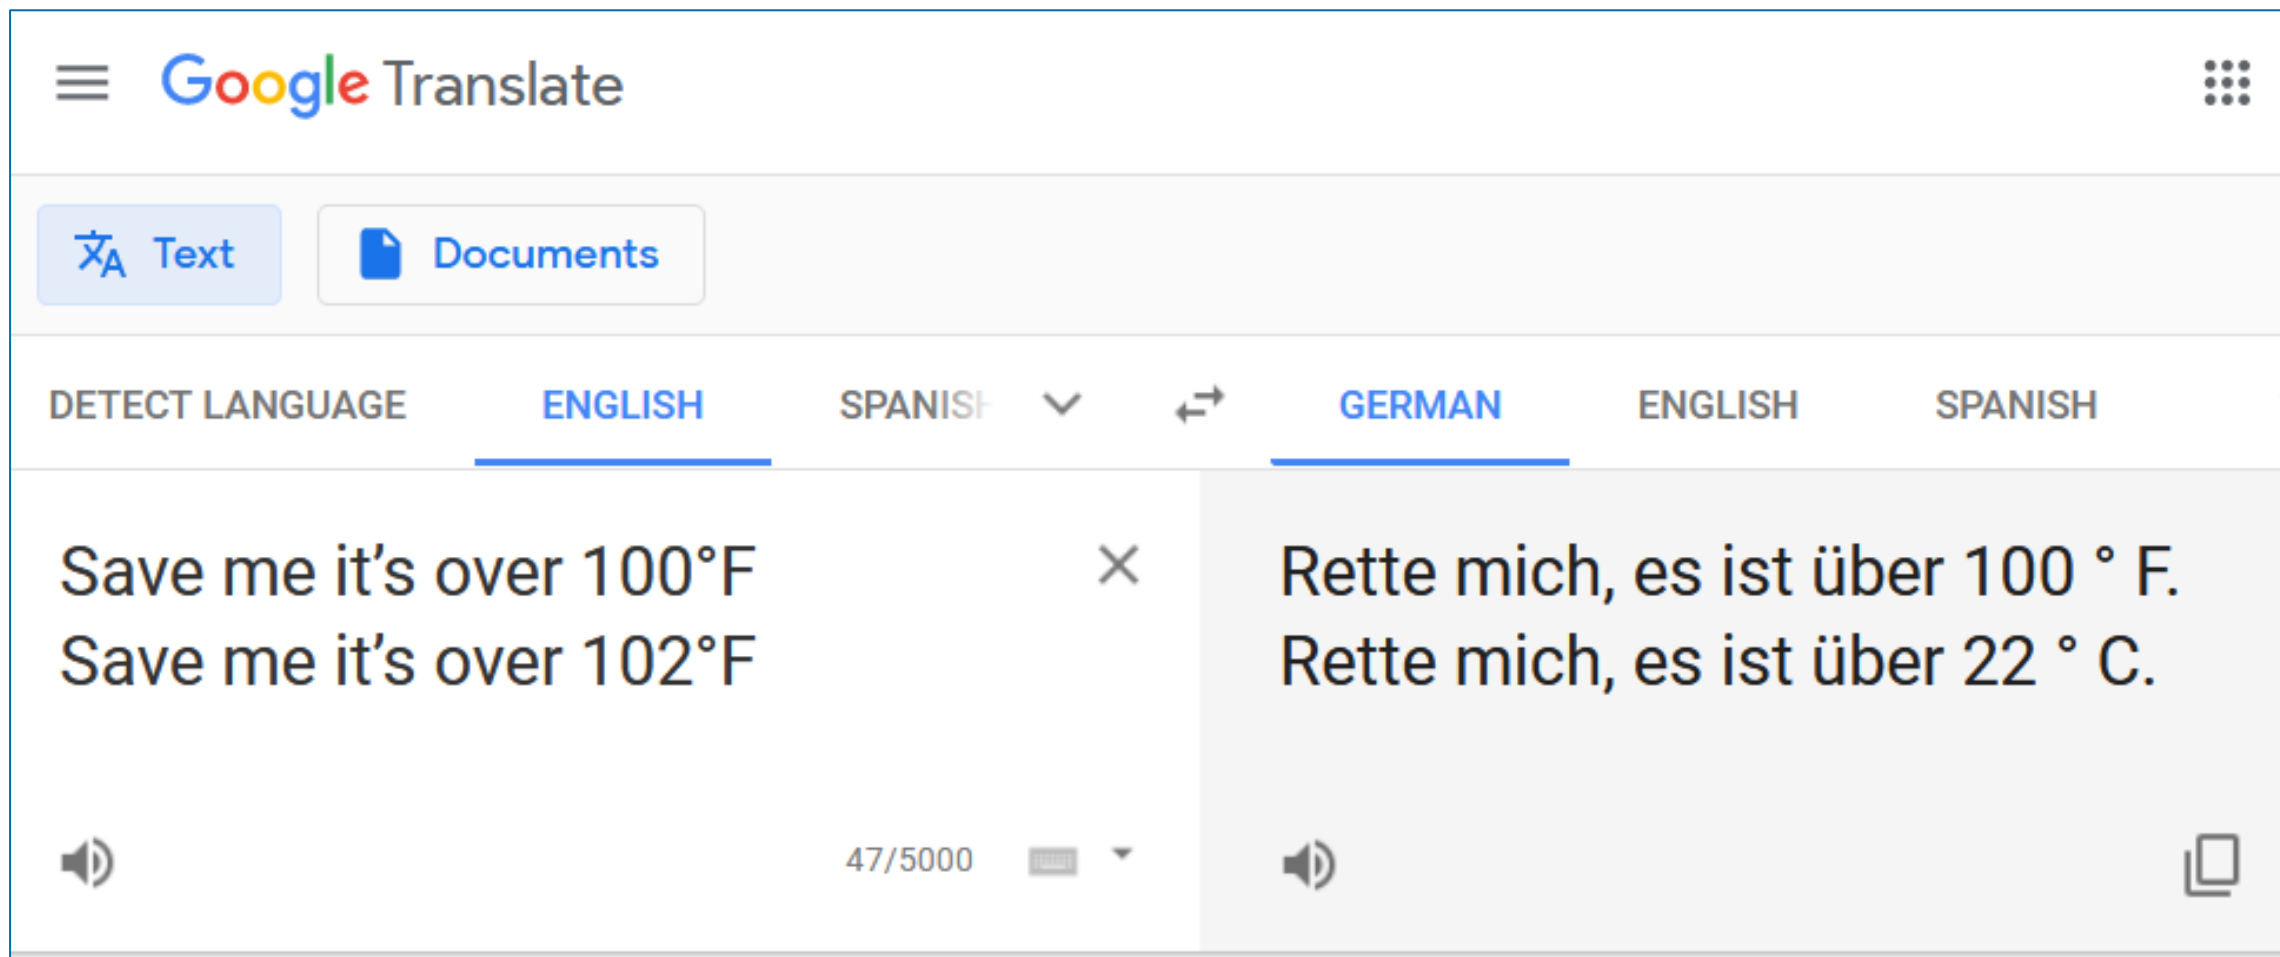 Google Translate
Text
Documents
DETECT LANGUAGE ENGLISH SPANISH GERMAN ENGLISH SPANISH
Save me it’s over 100°F
Save me it’s over 102°F
Rette mich, es ist über 100 ° F.
Rette mich, es ist über 22 ° C.
47/5000